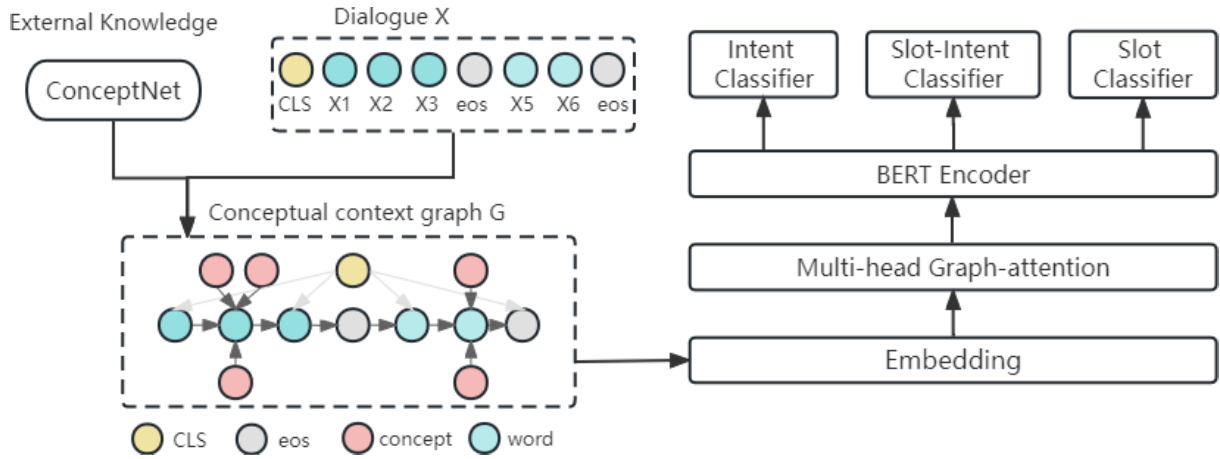 External Knowledge
Dialogue X
ConceptNet
CLS X1 X2 X3 eos X5 X6 eos
Conceptual context graph G
CLS eos concept word
Intent
Classifier
Slot-Intent
Classifier
Slot
Classifier
BERT Encoder
Multi-head Graph-attention
Embedding